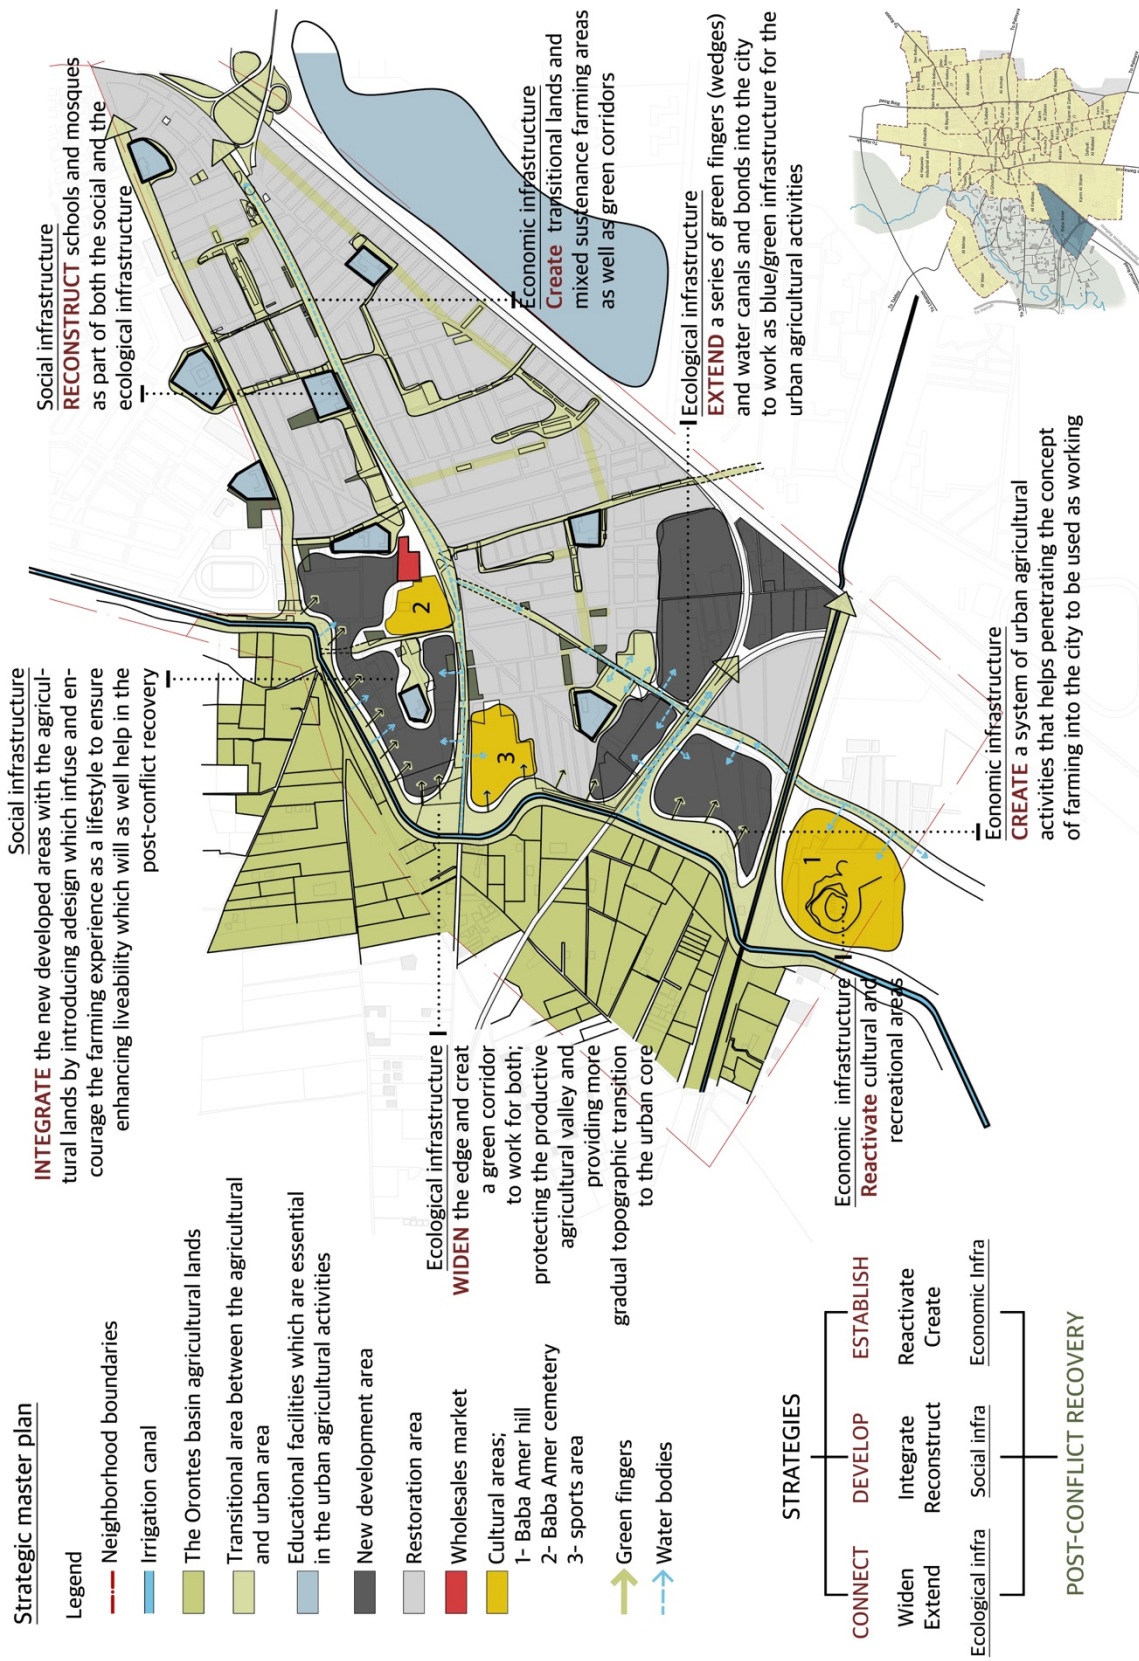 Strategic master plan
Legend
Neighborhood boundaries
Irrigation canal
The Orontes basin agricultural lands
Transitional area between the agricultural
and urban area
Educational facilities which are essential
in the urban agricultural activities
New development area
Restoration area
Wholesales market
Cultural areas;
1- Baba Amer hill
2- Baba Amer cemetery
3- sports area
Green fingers
Water bodies
STRATEGIES
CONNECT
DEVELOP
ESTABLISH
Widen
Extend
Integrate
Reconstruct
Reactivate
Create
Ecological infra
Social infra
Economic Infra
POST-CONFLICT RECOVERY
Social infrastructure
INTEGRATE the new developed areas with the agricul-
tural lands by introducing adesign which infuse and en-
courage the farming experience as a lifestyle to ensure
enhancing liveability which will as well help in the
post-conflict recovery
Ecological infrastructure
WIDEN the edge and creat
a green corridor
to work for both;
protecting the productive
agricultural valley and
providing more
gradual topographic transition
to the urban core
Economic infrastructure
Reactivate cultural and
recreational areas
Social infrastructure
RECONSTRUCT schools and mosques
as part of both the social and the
ecological infrastructure
Economic infrastructure
Create transitional lands and
mixed sustenance farming areas
as well as green corridors
Ecological infrastructure
EXTEND a series of green fingers (wedges)
and water canals and bonds into the city
to work as blue/green infrastructure for the
urban agricultural activities
Eonomic infrastructure
CREATE a system of urban agricultural
activities that helps penetrating the concept
of farming into the city to be used as working
1
2
3
Ring Road
To Palmyra